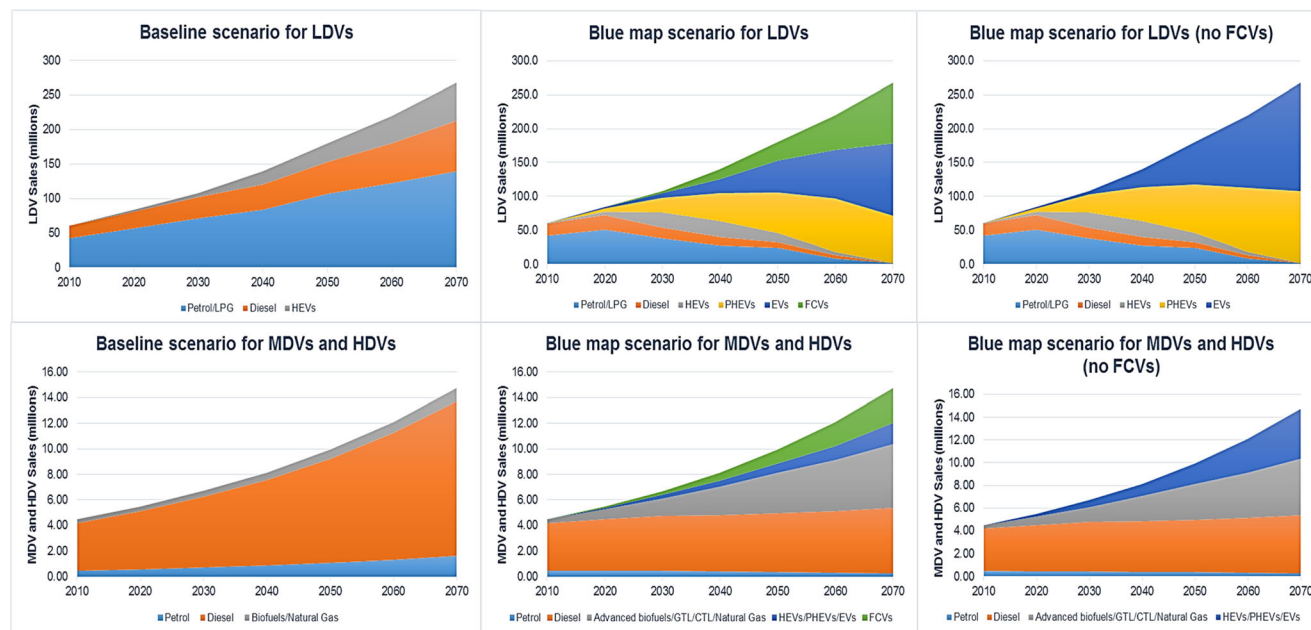 Baseline scenario for LDVs
LDV Sales (millions)
300
250
200
150
100
50
0
2010 2020 2030 2040 2050 2060 2070
Petrol/LPG Diesel HEVs
Blue map scenario for LDVs
LDV Sales (millions)
300.0
250.0
200.0
150.0
100.0
50.0
0.0
2010 2020 2030 2040 2050 2060 2070
Petrol/LPG Diesel HEVs PHEVs EVs FCVs
Blue map scenario for LDVs (no FCVs)
LDV Sales (millions)
300.0
250.0
200.0
150.0
100.0
50.0
0.0
2010 2020 2030 2040 2050 2060 2070
Petrol/LPG Diesel HEVs PHEVs EVs
Baseline scenario for MDVs and HDVs
MDV and HDV Sales (millions)
16.00
14.00
12.00
10.00
8.00
6.00
4.00
2.00
0.00
2010 2020 2030 2040 2050 2060 2070
Petrol Diesel Biofuels/Natural Gas
Blue map scenario for MDVs and HDVs
MDV and HDV Sales (millions)
16.00
14.00
12.00
10.00
8.00
6.00
4.00
2.00
0.00
2010 2020 2030 2040 2050 2060 2070
Petrol Diesel Advanced biofuels/GTL/CTL/Natural Gas HEVs/PHEVs/EVs FCVs
Blue map scenario for MDVs and HDVs
(no FCVs)
MDV and HDV Sales (millions)
16.00
14.00
12.00
10.00
8.00
6.00
4.00
2.00
0.00
2010 2020 2030 2040 2050 2060 2070
Petrol Diesel Advanced biofuels/GTL/CTL/Natural Gas HEVs/PHEVs/EVs